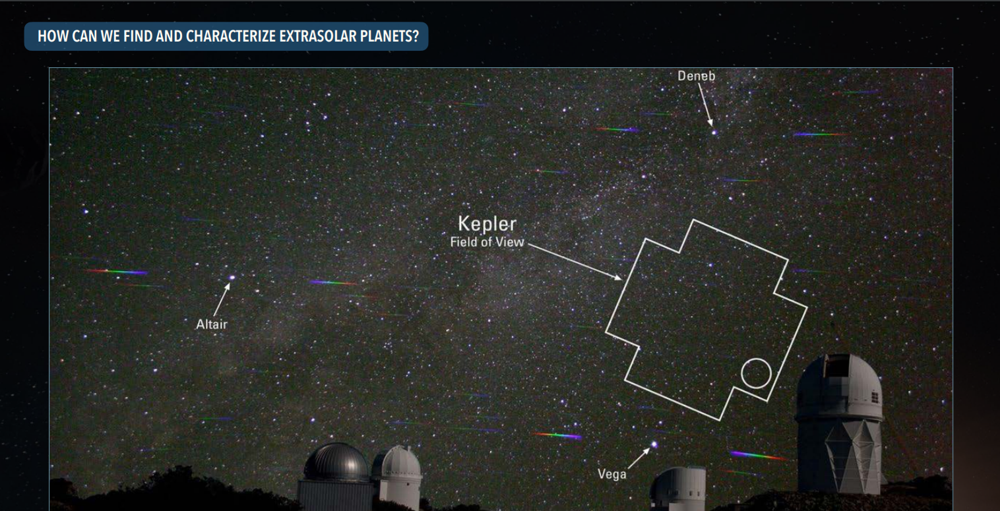 HOW CAN WE FIND AND CHARACTERIZE EXTRASOLAR PLANETS?
Deneb
Kepler
Field of View
Altair
Vega